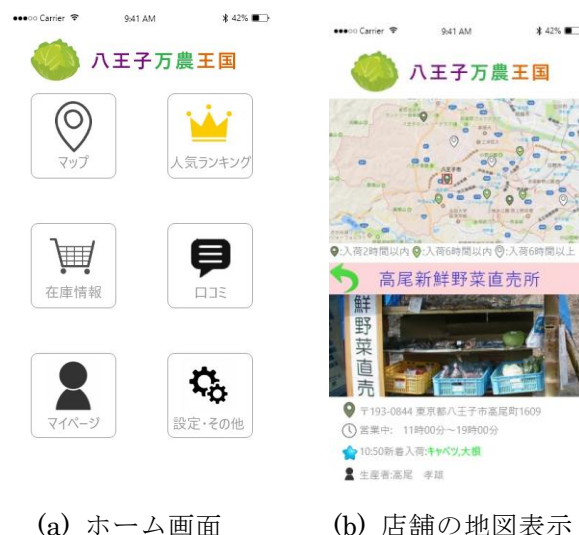 ●●●○○ Carrier 9:41 AM 42%
八王子万農王国
マップ
人気ランキング
在庫情報
口コミ
マイページ
設定・その他
(a) ホーム画面
●●●○○ Carrier 9:41 AM 42%
八王子万農王国
八王子市
:入荷2時間以内 :入荷6時間以内 :入荷6時間以上
高尾新鮮野菜直売所
鮮野菜直売
〒193-0844 東京都八王子市高尾町1609
営業中: 11時00分～19時00分
10:50新着入荷:キャベツ,大根
生産者:高尾 孝雄
(b) 店舗の地図表示